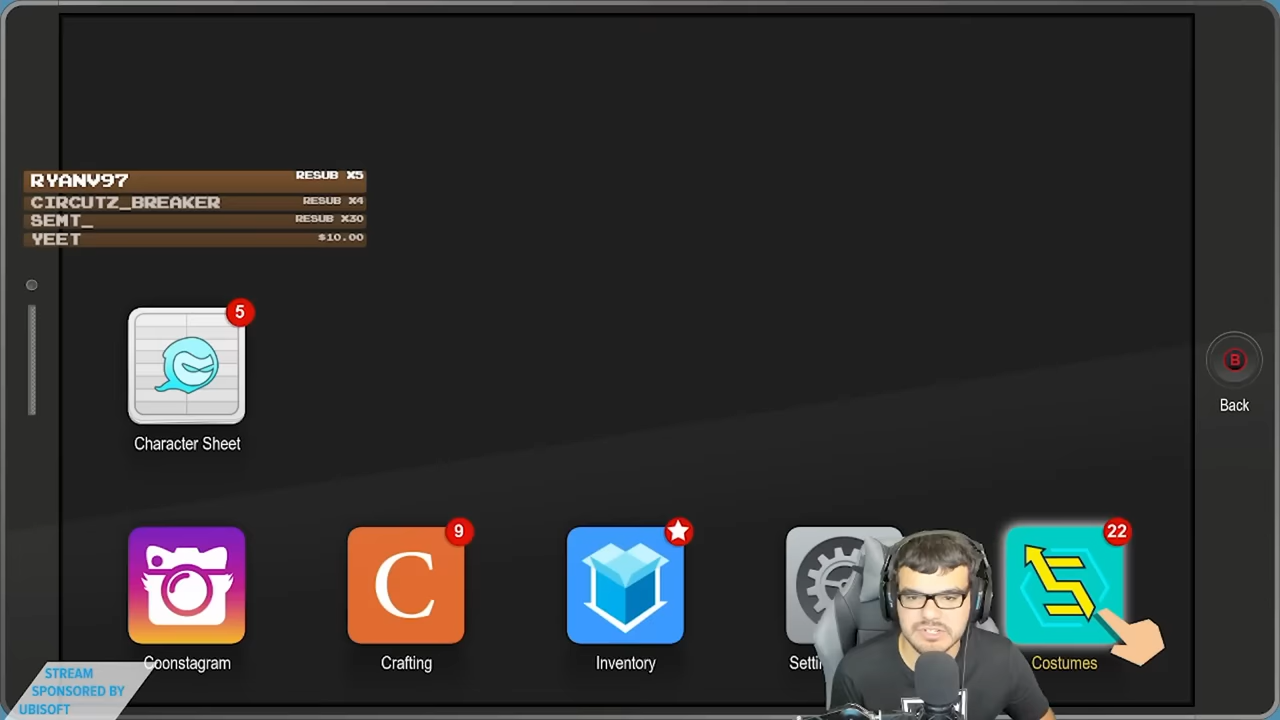 RYANV97 RESUB X5
CIRCUTZ_BREAKER RESUB X4
SEMT_ RESUB X30
YEET $10.00
5
Character Sheet
B
Back
9
22
C
Coonstagram
Crafting
Inventory
Setti
Costumes
STREAM
SPONSORED BY
UBISOFT